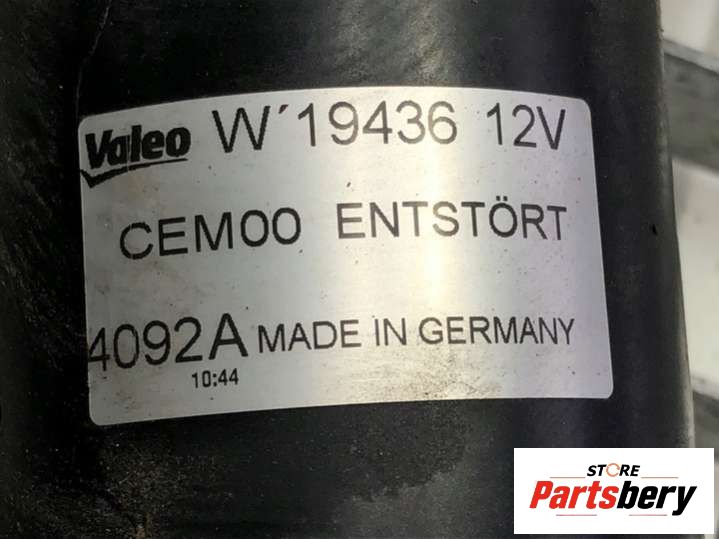 Valeo W´19436 12V
CEM00 ENTSTÖRT
4092A MADE IN GERMANY
10:44
STORE
Partsbery